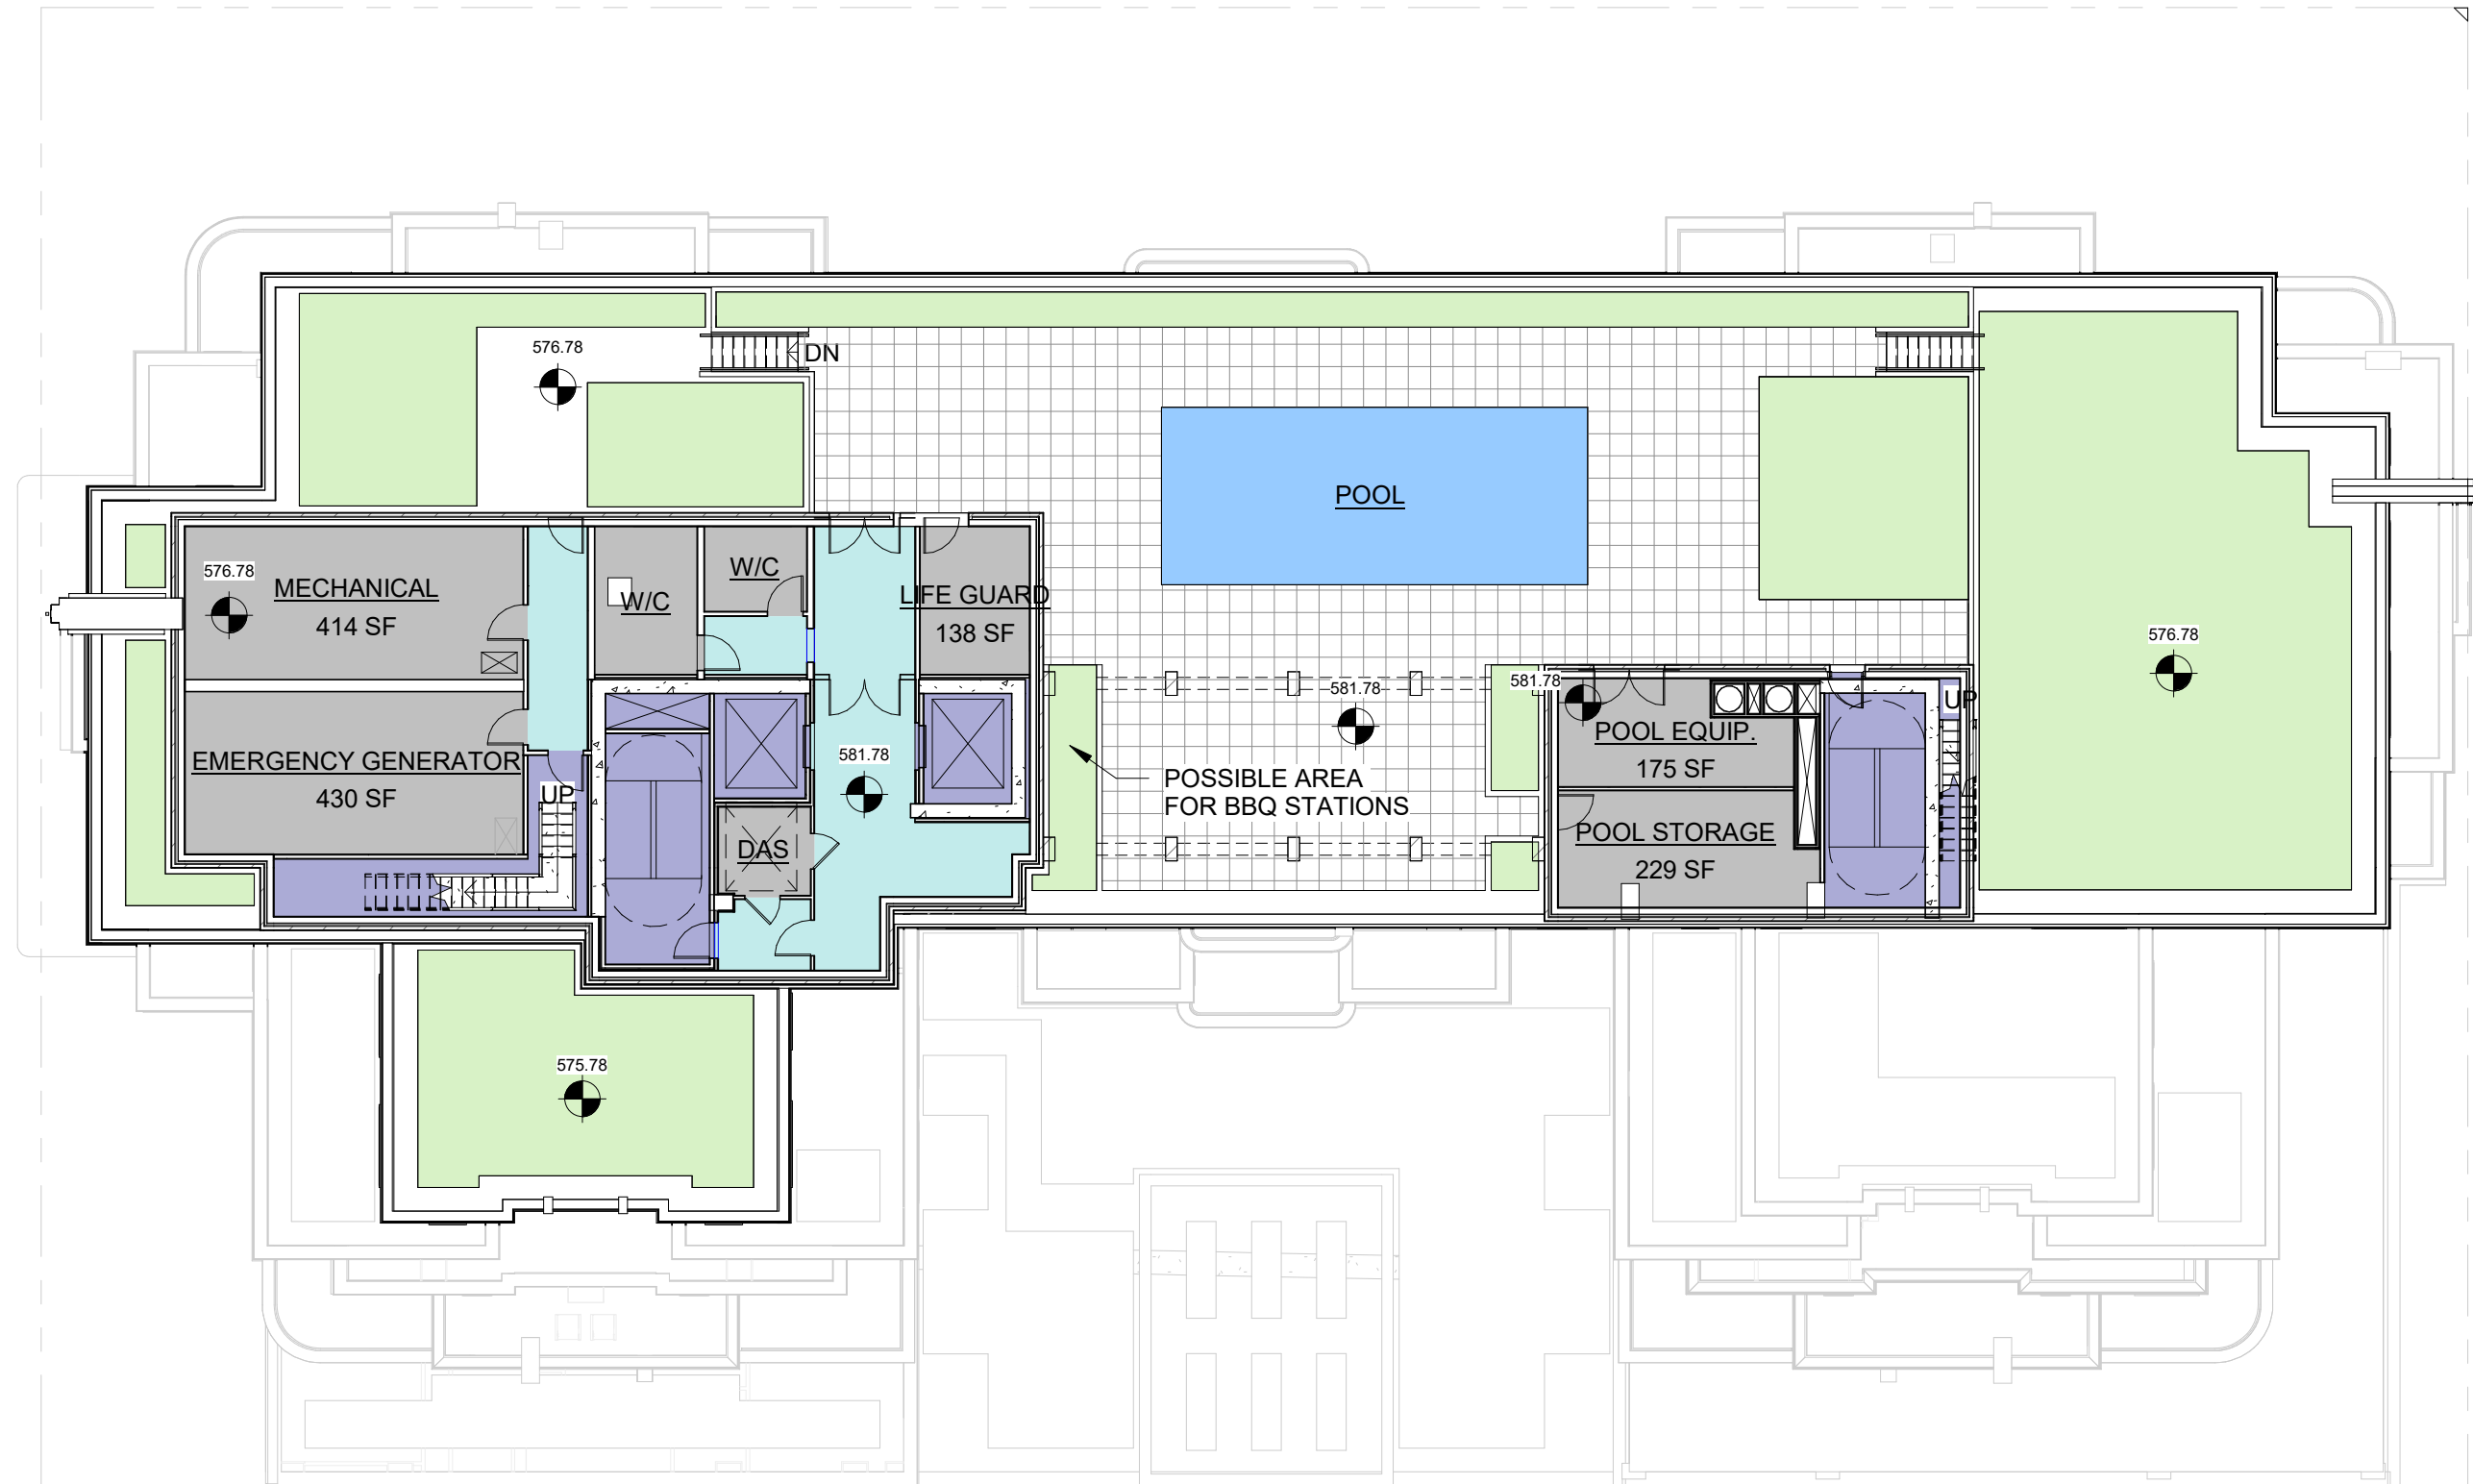 576.78
DN
POOL
W/C
576.78
MECHANICAL
W/C
LIFE GUARD
414 SF
138 SF
576.78
581.78
581.78
UP
POOL EQUIP.
175 SF
EMERGENCY GENERATOR
581.78
430 SF
UP
POSSIBLE AREA
FOR BBQ STATIONS
DAS
POOL STORAGE
229 SF
575.78